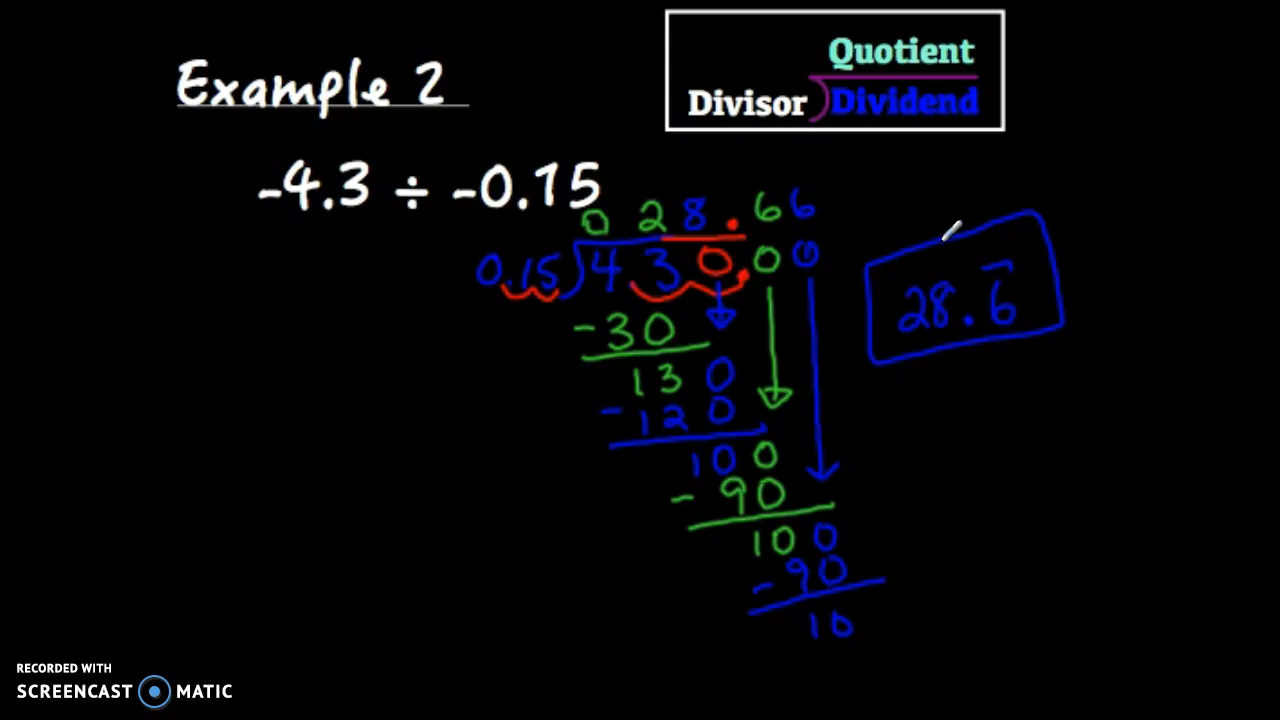 Example 2
Quotient
Divisor Dividend
-4.3 ÷ -0.15
0 2 8 . 6 6
0.15 4 3 0 0 0
- 3 0
1 3 0
- 1 2 0
1 0 0
- 9 0
1 0 0
- 9 0
1 0
28.6̅
RECORDED WITH
SCREENCAST MATIC